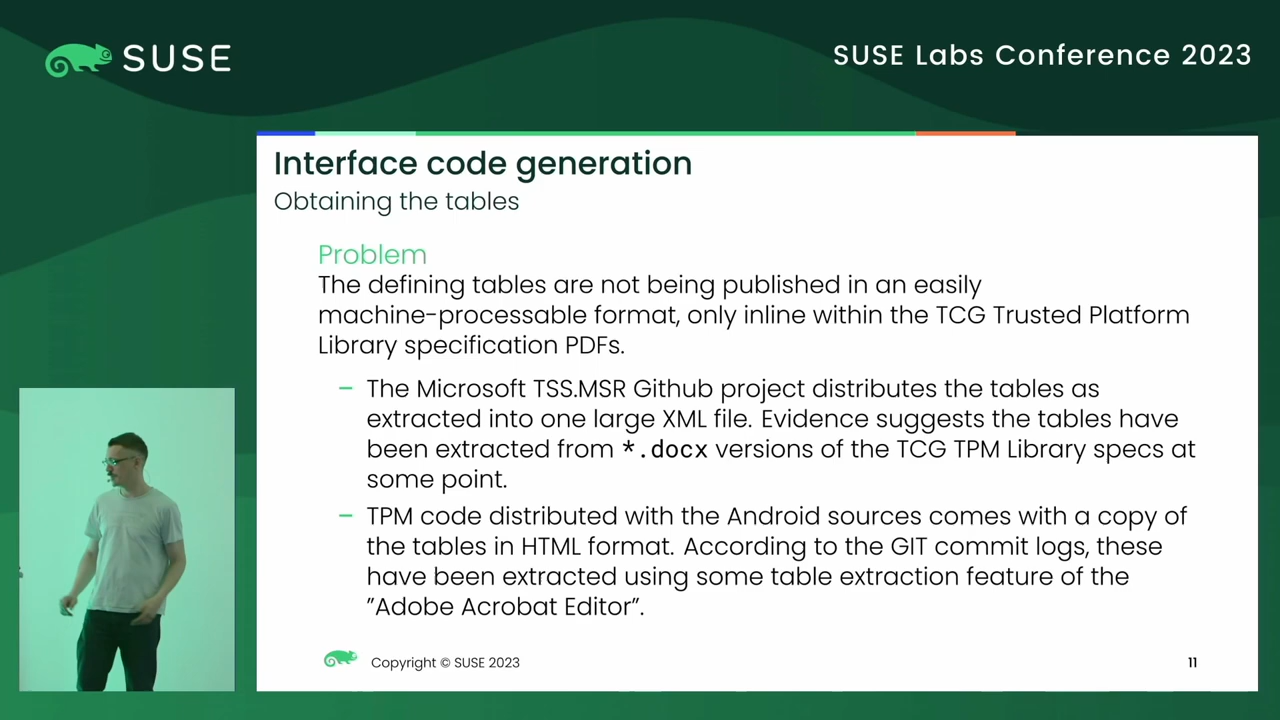 SUSE
SUSE Labs Conference 2023
Interface code generation
Obtaining the tables
Problem
The defining tables are not being published in an easily
machine-processable format, only inline within the TCG Trusted Platform
Library specification PDFs.
– The Microsoft TSS.MSR Github project distributes the tables as
extracted into one large XML file. Evidence suggests the tables have
been extracted from *.docx versions of the TCG TPM Library specs at
some point.
– TPM code distributed with the Android sources comes with a copy of
the tables in HTML format. According to the GIT commit logs, these
have been extracted using some table extraction feature of the
”Adobe Acrobat Editor”.
Copyright © SUSE 2023
11